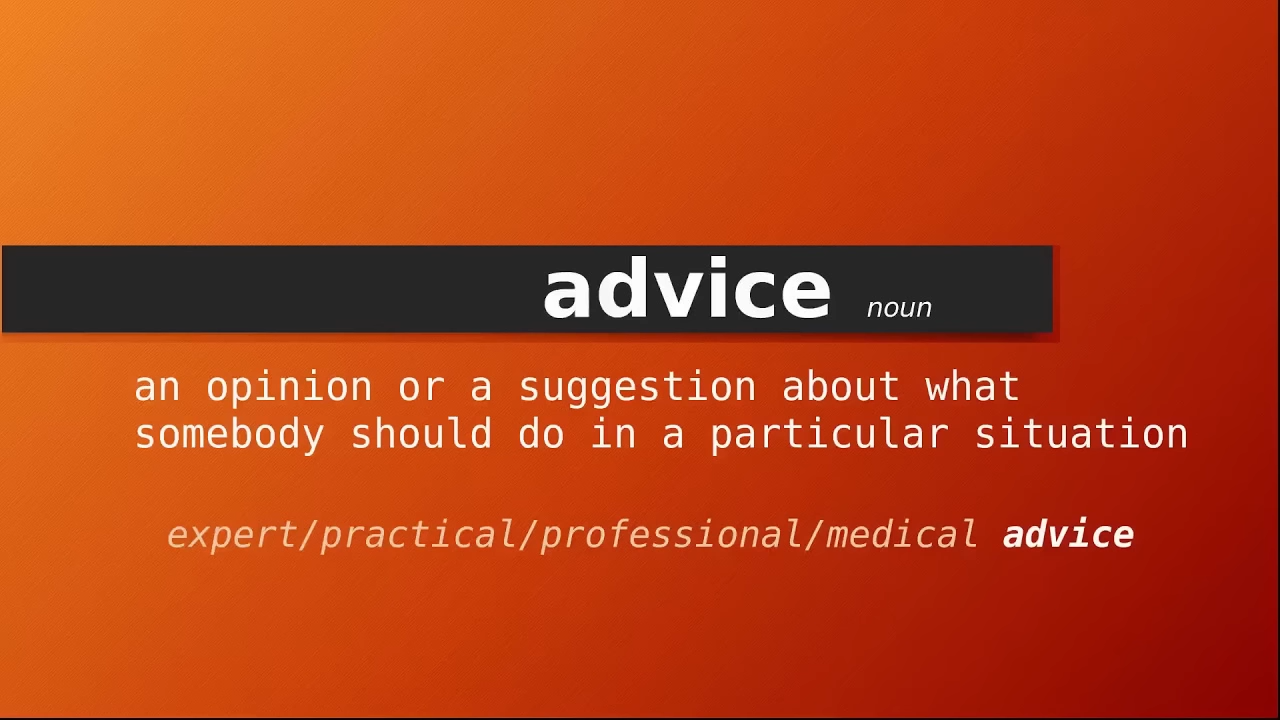 advice noun
an opinion or a suggestion about what
somebody should do in a particular situation
expert/practical/professional/medical advice